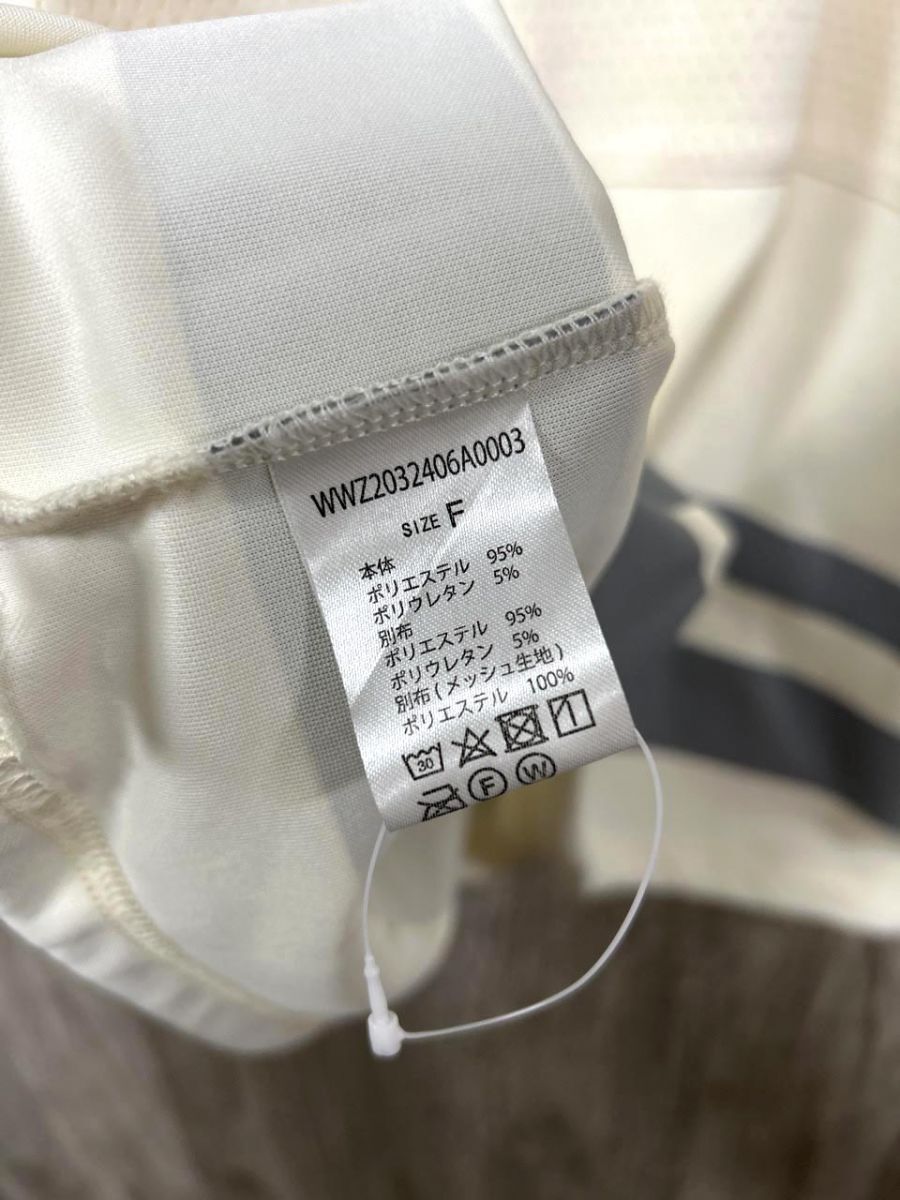 WWZ2032406A0003
SIZE F
本体
ポリエステル 95%
ポリウレタン 5%
別布
ポリエステル 95%
ポリウレタン 5%
別布(メッシュ生地)
ポリエステル 100%
30
F W